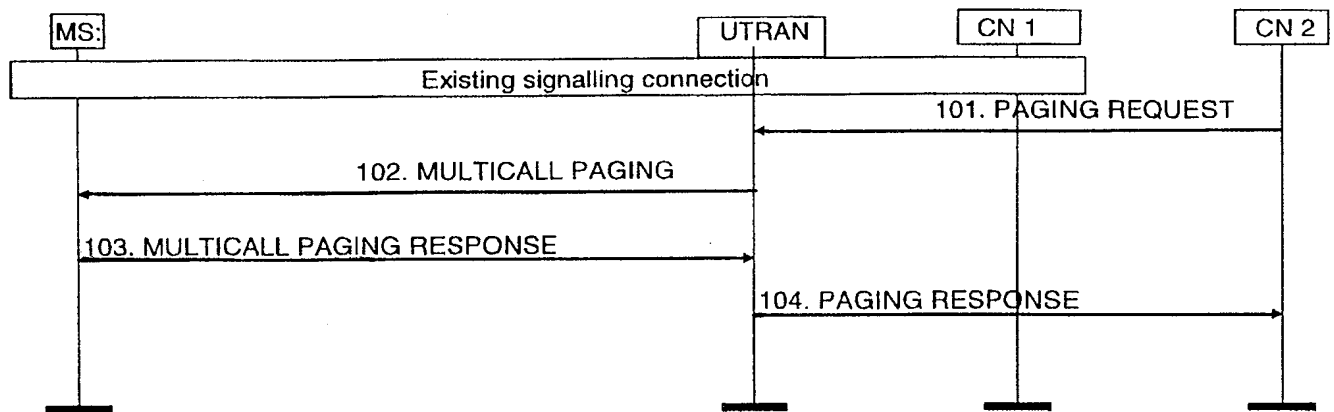 MS:
UTRAN
CN 1
CN 2
Existing signalling connection
101. PAGING REQUEST
102. MULTICALL PAGING
103. MULTICALL PAGING RESPONSE
104. PAGING RESPONSE